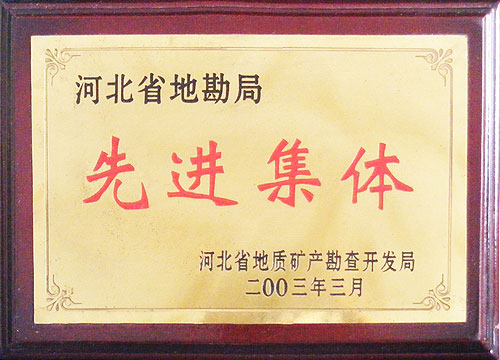 河北省地勘局
先进集体
河北省地质矿产勘查开发局
二00三年三月